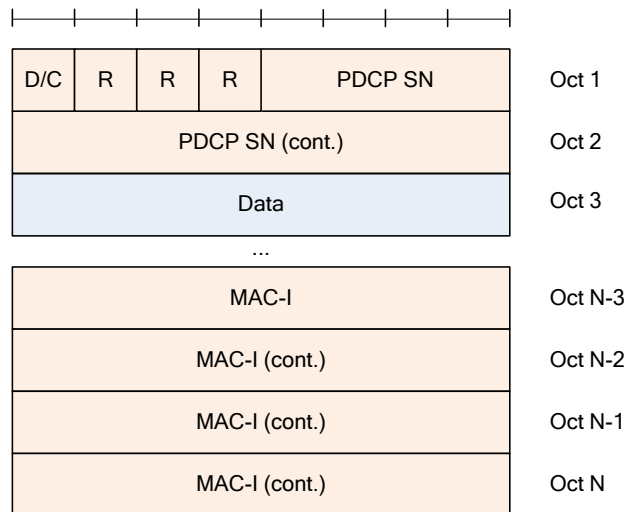 D/C R R R PDCP SN Oct 1
PDCP SN (cont.) Oct 2
Data Oct 3
...
MAC-I Oct N-3
MAC-I (cont.) Oct N-2
MAC-I (cont.) Oct N-1
MAC-I (cont.) Oct N